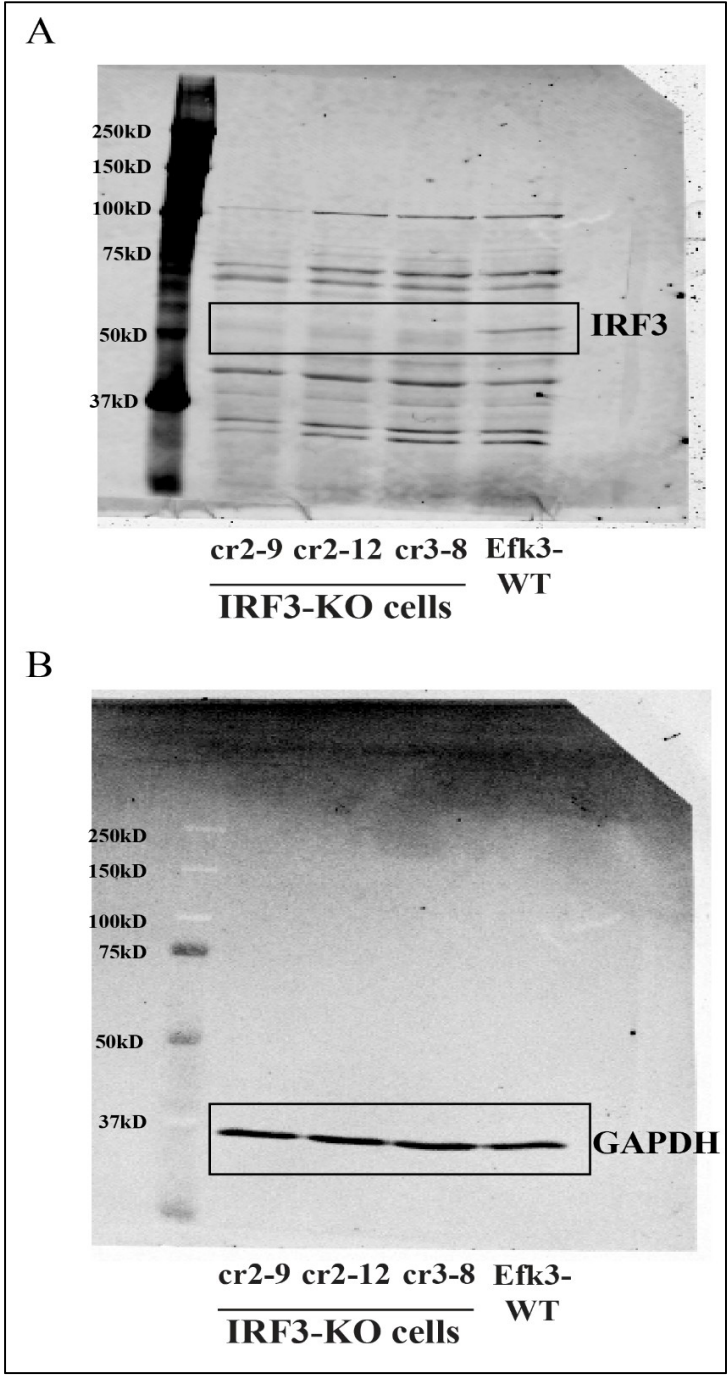 A
250kD
150kD
100kD
75kD
50kD
IRF3
37kD
cr2-9 cr2-12 cr3-8 Efk3-
WT
IRF3-KO cells
B
250kD
150kD
100kD
75kD
50kD
37kD
GAPDH
cr2-9 cr2-12 cr3-8 Efk3-
WT
IRF3-KO cells